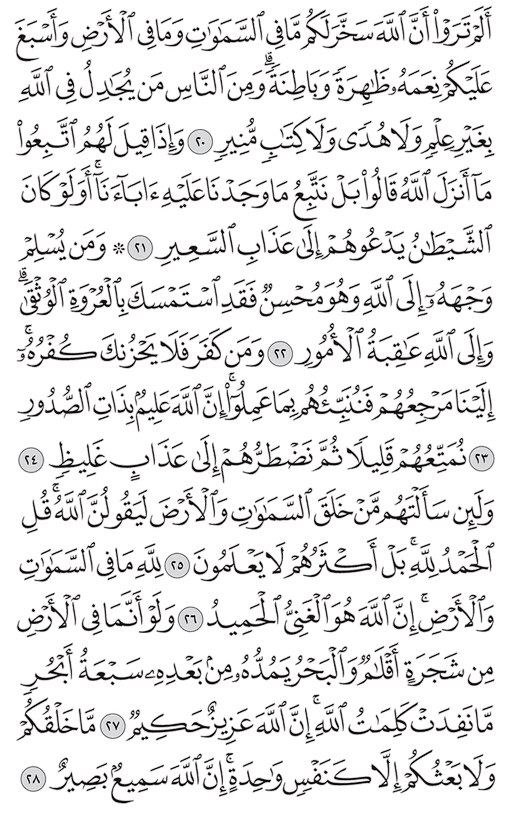 أَلَمْ تَرَوْا۟ أَنَّ ٱللَّهَ سَخَّرَ لَكُم مَّا فِى ٱلسَّمَٰوَٰتِ وَمَا فِى ٱلْأَرْضِ وَأَسْبَغَ
عَلَيْكُمْ نِعَمَهُۥ ظَٰهِرَةً وَبَاطِنَةً ۗ وَمِنَ ٱلنَّاسِ مَن يُجَٰدِلُ فِى ٱللَّهِ
بِغَيْرِ عِلْمٍ وَلَا هُدًى وَلَا كِتَٰبٍ مُّنِيرٍ ٢٠ وَإِذَا قِيلَ لَهُمُ ٱتَّبِعُوا۟
مَآ أَنزَلَ ٱللَّهُ قَالُوا۟ بَلْ نَتَّبِعُ مَا وَجَدْنَا عَلَيْهِ ءَابَآءَنَآ ۚ أَوَلَوْ كَانَ
ٱلشَّيْطَٰنُ يَدْعُوهُمْ إِلَىٰ عَذَابِ ٱلسَّعِيرِ ٢١ ۞ وَمَن يُسْلِمْ
وَجْهَهُۥٓ إِلَى ٱللَّهِ وَهُوَ مُحْسِنٌ فَقَدِ ٱسْتَمْسَكَ بِٱلْعُرْوَةِ ٱلْوُثْقَىٰ ۗ
وَإِلَى ٱللَّهِ عَٰقِبَةُ ٱلْأُمُورِ ٢٢ وَمَن كَفَرَ فَلَا يَحْزُنكَ كُفْرُهُۥٓ ۚ
إِلَيْنَا مَرْجِعُهُمْ فَنُنَبِّئُهُم بِمَا عَمِلُوٓا۟ ۚ إِنَّ ٱللَّهَ عَلِيمٌۢ بِذَاتِ ٱلصُّدُورِ
٢٣ نُمَتِّعُهُمْ قَلِيلًا ثُمَّ نَضْطَرُّهُمْ إِلَىٰ عَذَابٍ غَلِيظٍ ٢٤
وَلَئِن سَأَلْتَهُم مَّنْ خَلَقَ ٱلسَّمَٰوَٰتِ وَٱلْأَرْضَ لَيَقُولُنَّ ٱللَّهُ ۚ قُلِ
ٱلْحَمْدُ لِلَّهِ ۚ بَلْ أَكْثَرُهُمْ لَا يَعْلَمُونَ ٢٥ لِلَّهِ مَا فِى ٱلسَّمَٰوَٰتِ
وَٱلْأَرْضِ ۚ إِنَّ ٱللَّهَ هُوَ ٱلْغَنِىُّ ٱلْحَمِيدُ ٢٦ وَلَوْ أَنَّمَا فِى ٱلْأَرْضِ
مِن شَجَرَةٍ أَقْلَٰمٌ وَٱلْبَحْرُ يَمُدُّهُۥ مِنۢ بَعْدِهِۦ سَبْعَةُ أَبْحُرٍ
مَّا نَفِدَتْ كَلِمَٰتُ ٱللَّهِ ۗ إِنَّ ٱللَّهَ عَزِيزٌ حَكِيمٌ ٢٧ مَّا خَلْقُكُمْ
وَلَا بَعْثُكُمْ إِلَّا كَنَفْسٍ وَٰحِدَةٍ ۗ إِنَّ ٱللَّهَ سَمِيعٌۢ بَصِيرٌ ٢٨